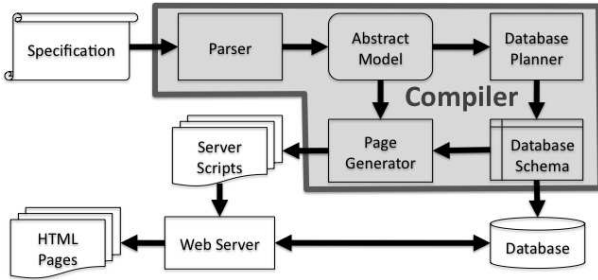 Specification
Parser
Abstract
Model
Database
Planner
Compiler
Server
Scripts
Page
Generator
Database
Schema
HTML
Pages
Web Server
Database